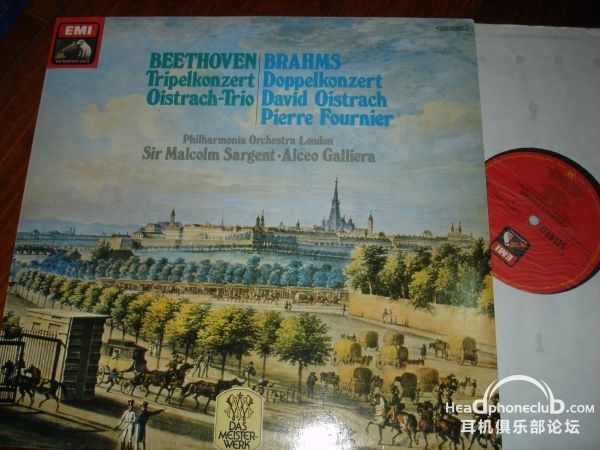 EMI
BEETHOVEN
Tripelkonzert
Oistrach-Trio
BRAHMS
Doppelkonzert
David Oistrach
Pierre Fournier
Philharmonia Orchestra London
Sir Malcolm Sargent · Alceo Galliera
DAS
MEISTER-
WERK
STEREO
EMI
HeadphoneClub.com
耳机俱乐部论坛